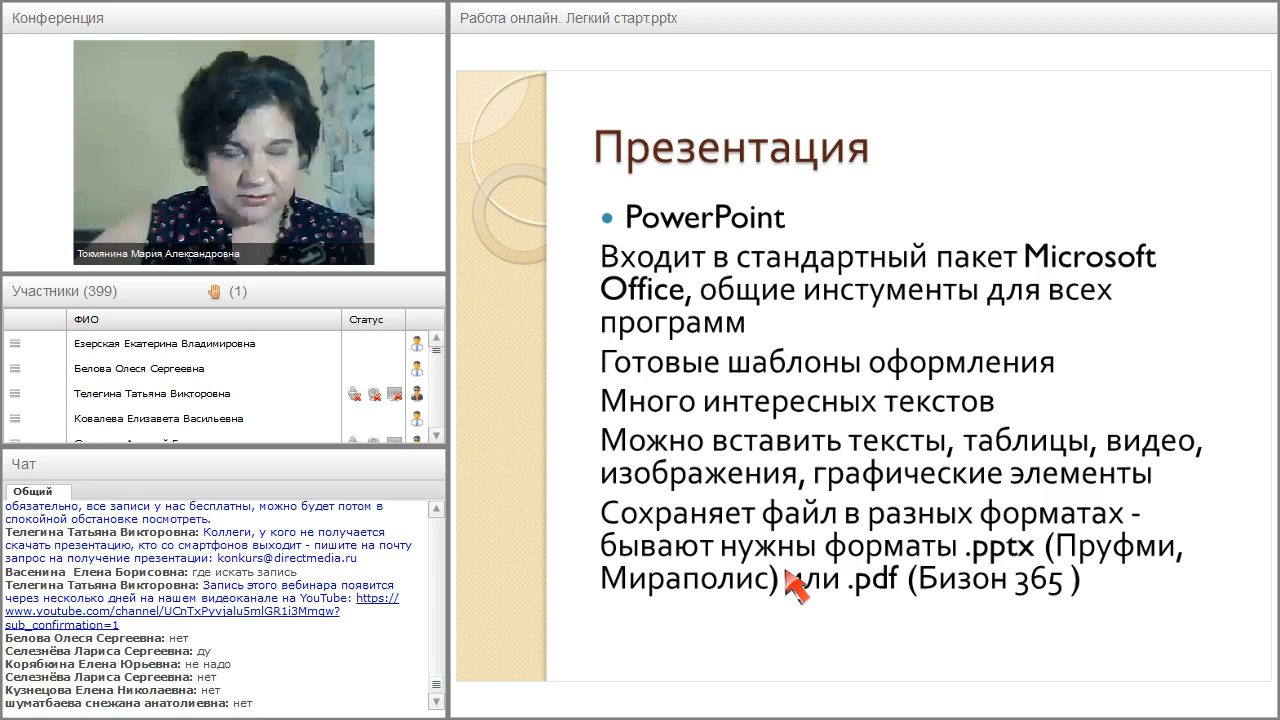 Конференция
Токмянина Мария Александровна
Участники (399)
(1)
ФИО
Статус
Езерская Екатерина Владимировна
Белова Олеся Сергеевна
Телегина Татьяна Викторовна
Ковалева Елизавета Васильевна
Чат
Общий
обязательно, все записи у нас бесплатны, можно будет потом в
спокойной обстановке посмотреть.
Телегина Татьяна Викторовна: Коллеги, у кого не получается
скачать презентацию, кто со смартфонов выходит - пишите на почту
запрос на получение презентации: konkurs@directmedia.ru
Васенина Елена Борисовна: где искать запись
Телегина Татьяна Викторовна: Запись этого вебинара появится
через несколько дней на нашем видеоканале на YouTube: https://
www.youtube.com/channel/UCnTxPyvjalu5mlGR1i3Mmqw?
sub_confirmation=1
Белова Олеся Сергеевна: нет
Селезнёва Лариса Сергеевна: ду
Корябкина Елена Юрьевна: не надо
Селезнёва Лариса Сергеевна: нет
Кузнецова Елена Николаевна: нет
шуматбаева снежана анатолиевна: нет
Работа онлайн. Легкий старт.pptx
Презентация
• PowerPoint
Входит в стандартный пакет Microsoft
Office, общие инстументы для всех
программ
Готовые шаблоны оформления
Много интересных текстов
Можно вставить тексты, таблицы, видео,
изображения, графические элементы
Сохраняет файл в разных форматах -
бывают нужны форматы .pptx (Пруфми,
Мираполис) или .pdf (Бизон 365 )